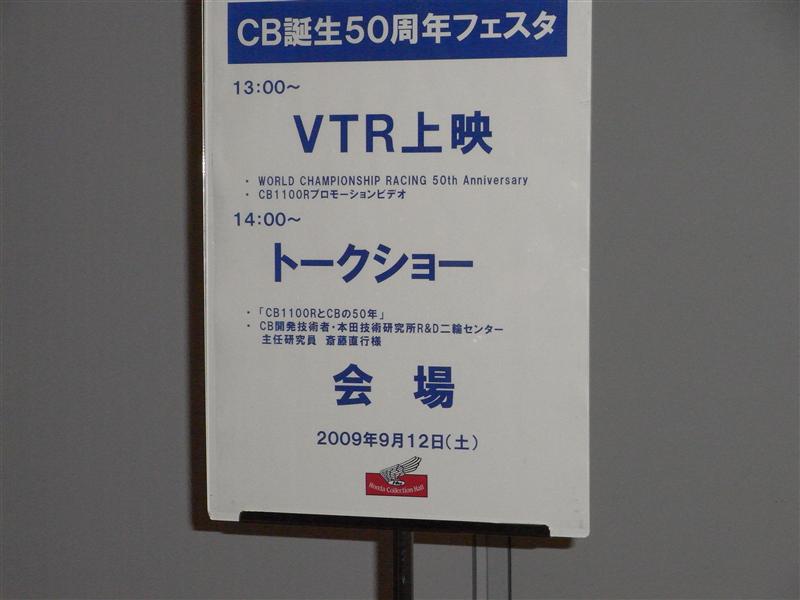 CB誕生50周年フェスタ
13:00～
VTR上映
・ WORLD CHAMPIONSHIP RACING 50th Anniversary
・ CB1100Rプロモーションビデオ
14:00～
トークショー
・「CB1100RとCBの50年」
・ CB開発技術者・本田技術研究所R&D二輪センター
主任研究員 斎藤直行様
会 場
2009年9月12日（土）
Honda Collection Hall